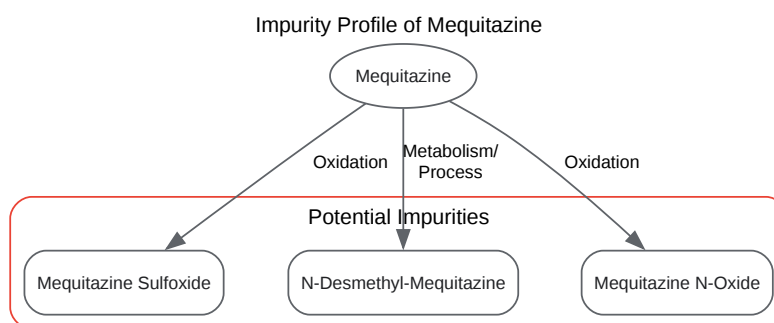 Impurity Profile of Mequitazine
Mequitazine
Oxidation
Metabolism/
Process
Oxidation
Potential Impurities
Mequitazine Sulfoxide
N-Desmethyl-Mequitazine
Mequitazine N-Oxide